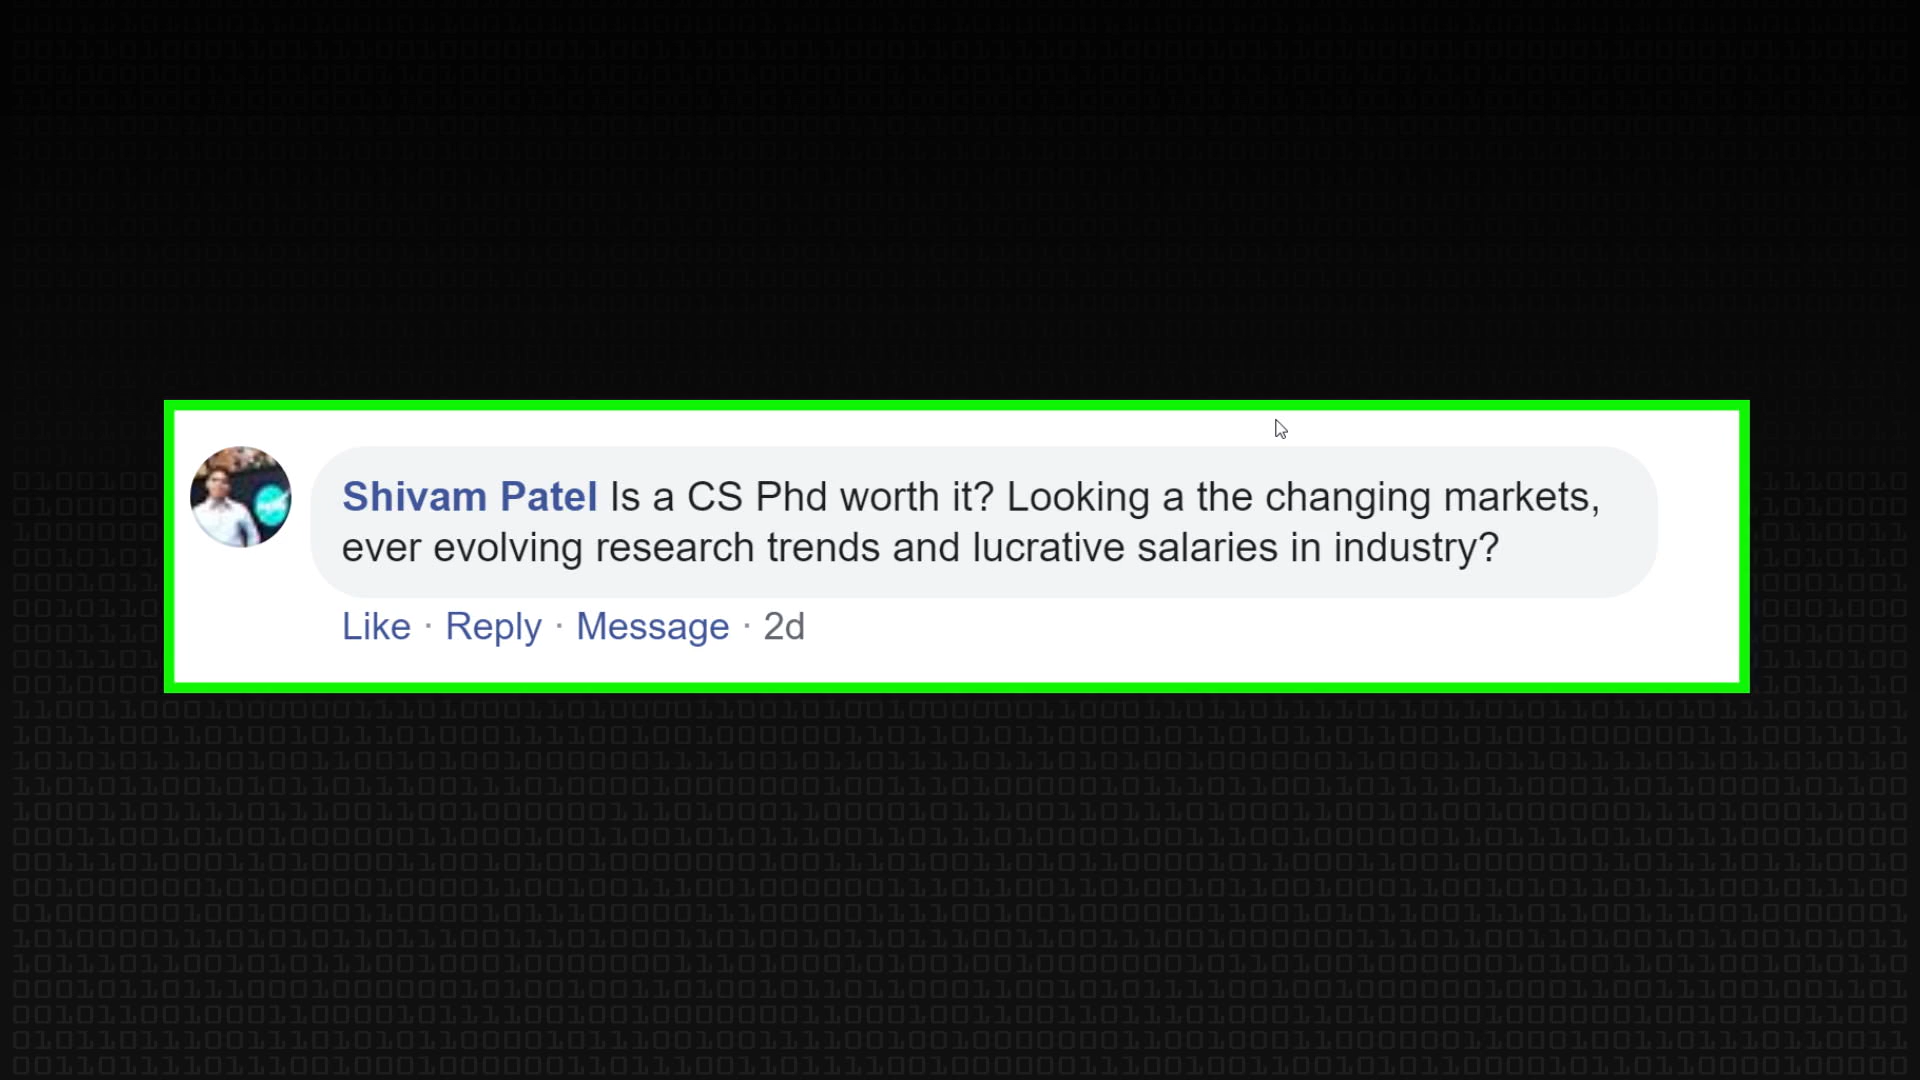 Shivam Patel Is a CS Phd worth it? Looking a the changing markets,
ever evolving research trends and lucrative salaries in industry?
Like · Reply · Message · 2d